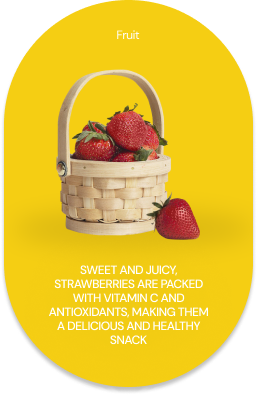 Fruit
SWEET AND JUICY,
STRAWBERRIES ARE PACKED
WITH VITAMIN C AND
ANTIOXIDANTS, MAKING THEM
A DELICIOUS AND HEALTHY
SNACK